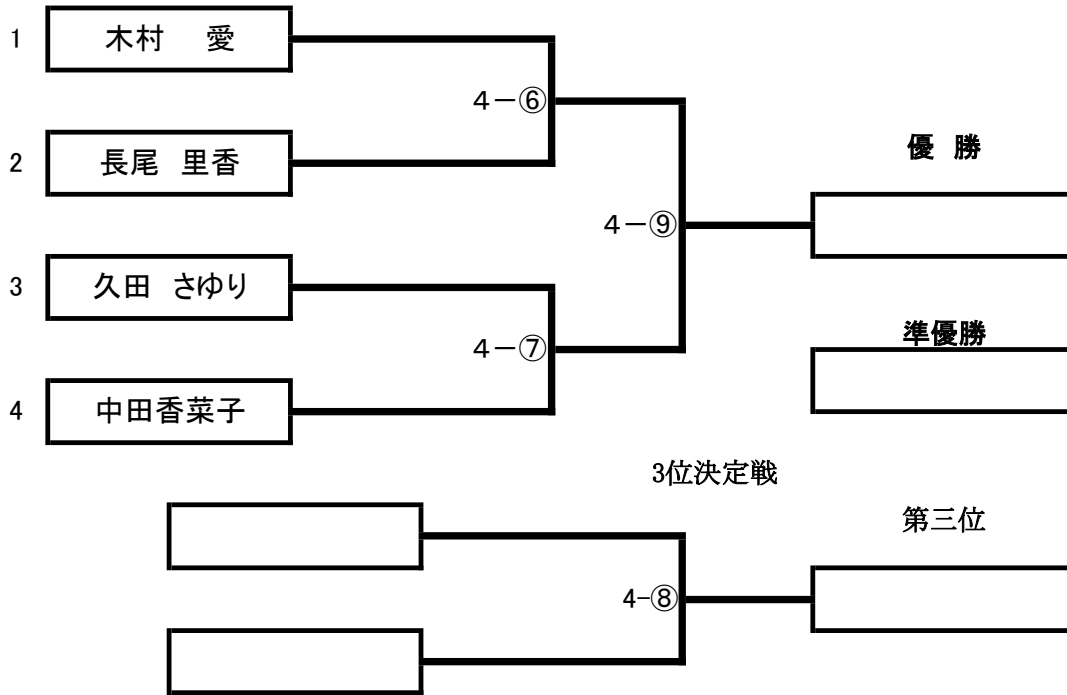 1 木村 愛
4－⑥
2 長尾 里香
優 勝
4－⑨
3 久田 さゆり
準優勝
4－⑦
4 中田香菜子
3位決定戦
第三位
4-⑧